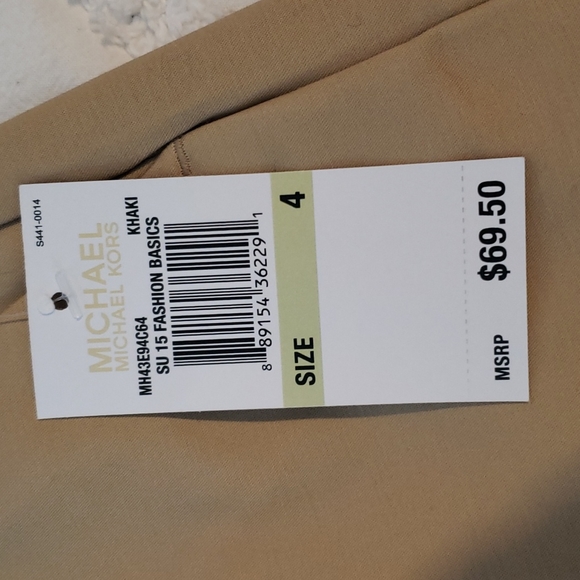 S441-0014
MICHAEL
MICHAEL KORS
MH43E94C64 KHAKI
SU 15 FASHION BASICS
8 89154 36229 1
SIZE 4
MSRP $69.50